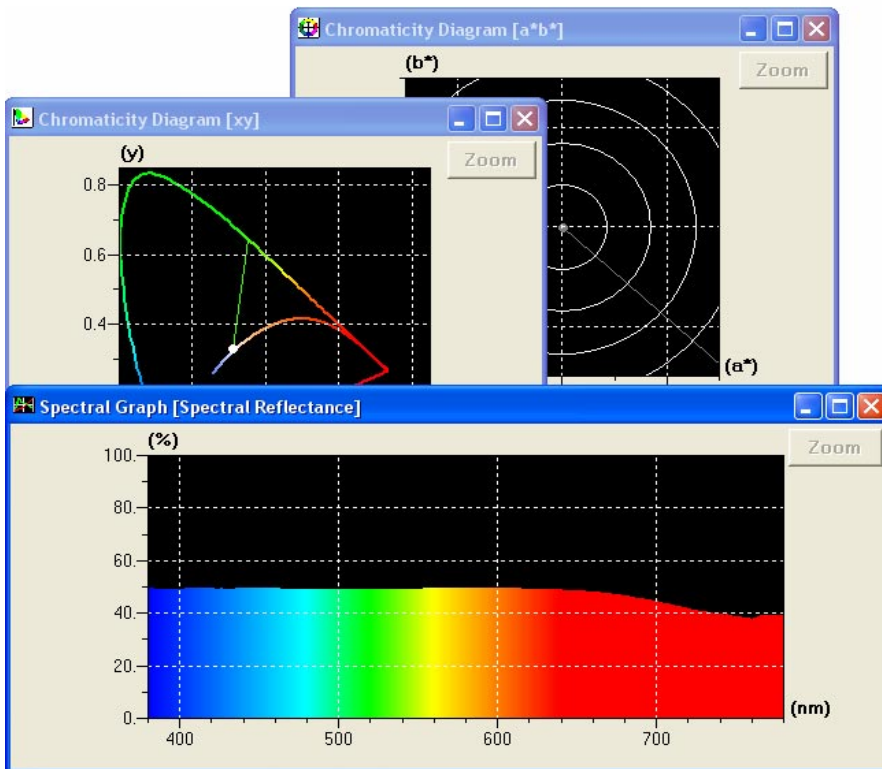 Chromaticity Diagram [a*b*]
(b*)
Zoom
(a*)
Chromaticity Diagram [xy]
(y)
Zoom
0.8
0.6
0.4
Spectral Graph [Spectral Reflectance]
(%)
Zoom
100.
80.
60.
40.
20.
0.
(nm)
400 500 600 700